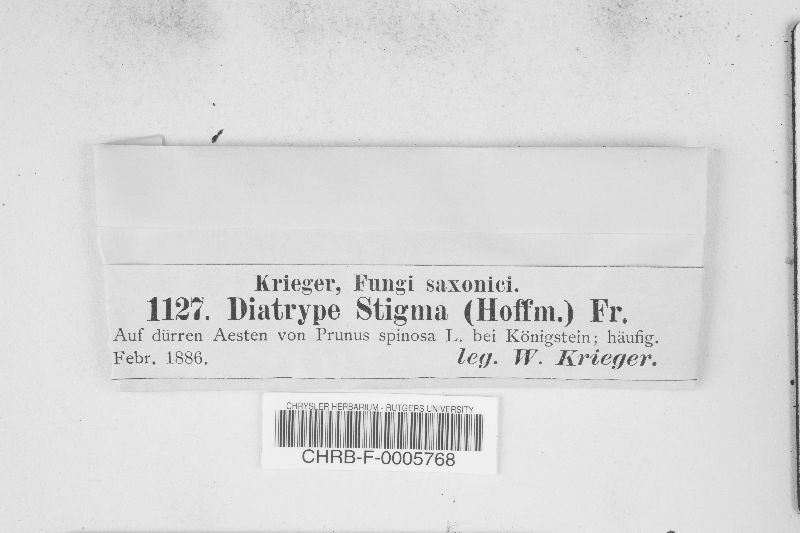 Krieger, Fungi saxonici.
1127. Diatrype Stigma (Hoffm.) Fr.
Auf dürren Aesten von Prunus spinosa L. bei Königstein; häufig.
Febr. 1886. leg. W. Krieger.
CHRYSLER HERBARIUM - RUTGERS UNIVERSITY
CHRB-F-0005768